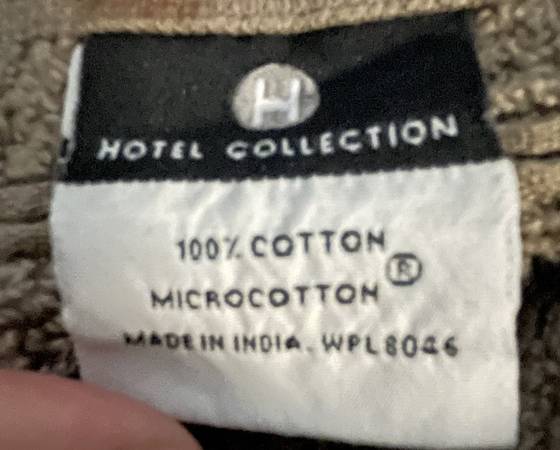 H
HOTEL COLLECTION
100% COTTON
MICROCOTTON ®
MADE IN INDIA. WPL8046